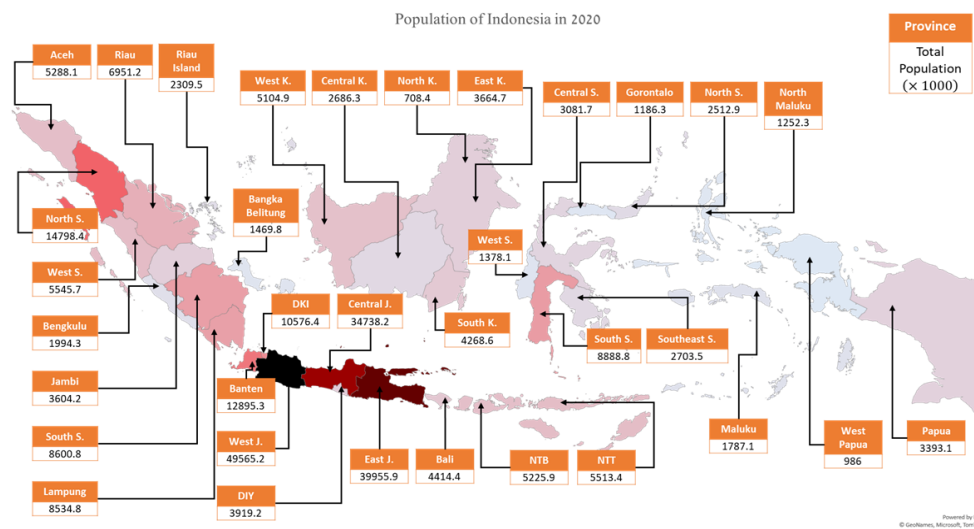 Population of Indonesia in 2020
Province
Total
Population
(× 1000)
Aceh
5288.1
Riau
6951.2
Riau
Island
2309.5
West K.
5104.9
Central K.
2686.3
North K.
708.4
East K.
3664.7
Central S.
3081.7
Gorontalo
1186.3
North S.
2512.9
North
Maluku
1252.3
North S.
14798.4
Bangka
Belitung
1469.8
West S.
1378.1
West S.
5545.7
Bengkulu
1994.3
DKI
10576.4
Central J.
34738.2
South K.
4268.6
South S.
8888.8
Southeast S.
2703.5
Jambi
3604.2
Banten
12895.3
South S.
8600.8
West J.
49565.2
East J.
39955.9
Bali
4414.4
NTB
5225.9
NTT
5513.4
Maluku
1787.1
West
Papua
986
Papua
3393.1
Lampung
8534.8
DIY
3919.2
Powered by
© GeoNames, Microsoft, Tom